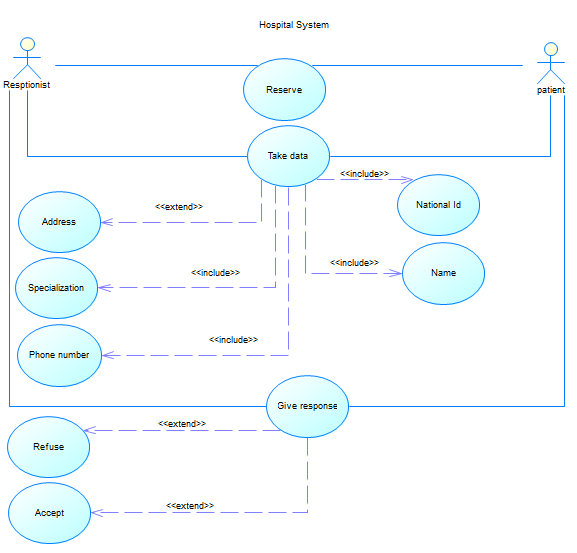 Hospital System
Resptionist
patient
Reserve
Take data
<<include>>
National Id
<<extend>>
Address
<<include>>
Name
<<include>>
Specialization
<<include>>
Phone number
Give response
<<extend>>
Refuse
<<extend>>
Accept